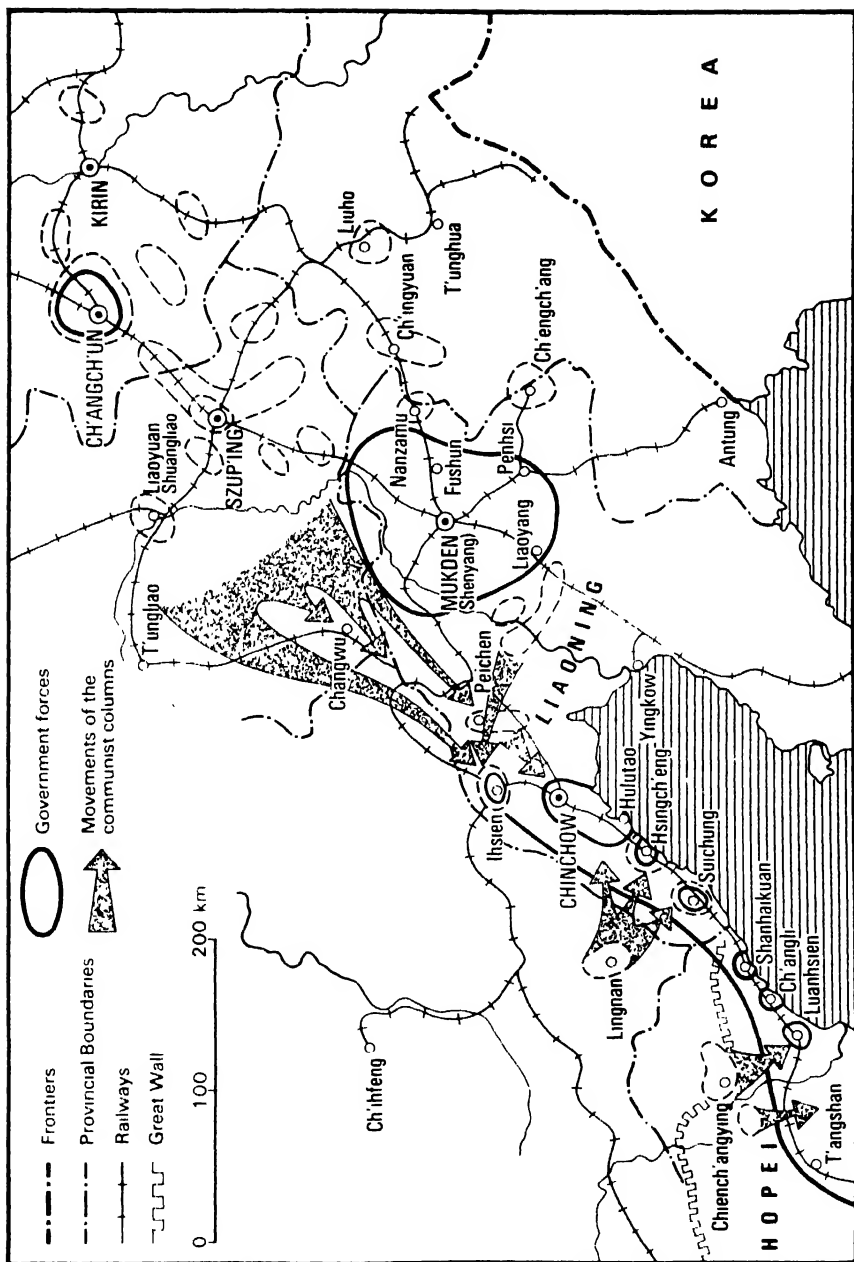 Frontiers
Provincial Boundaries
Railways
Great Wall
Government forces
Movements of the
communist columns
0
100
200 km
KOREA
KIRIN
CH'ANGCH'UN
Liaoyuan
Shuangliao
SZUP'ING
T'ungliao
Liuho
T'unghua
Ch'ingyuan
Ch'engch'ang
Nanzamu
Fushun
Penhsi
MUKDEN
(Shenyang)
Liaoyang
Antung
Changwu
Peichen
LIAONING
Yingkow
Ihsien
CHINCHOW
Hulutao
Hsingch'eng
Suichung
Shanhaikuan
Ch'angli
Luanhsien
Lingnan
Ch'ihfeng
Chiench'angying
T'angshan
HOPEI